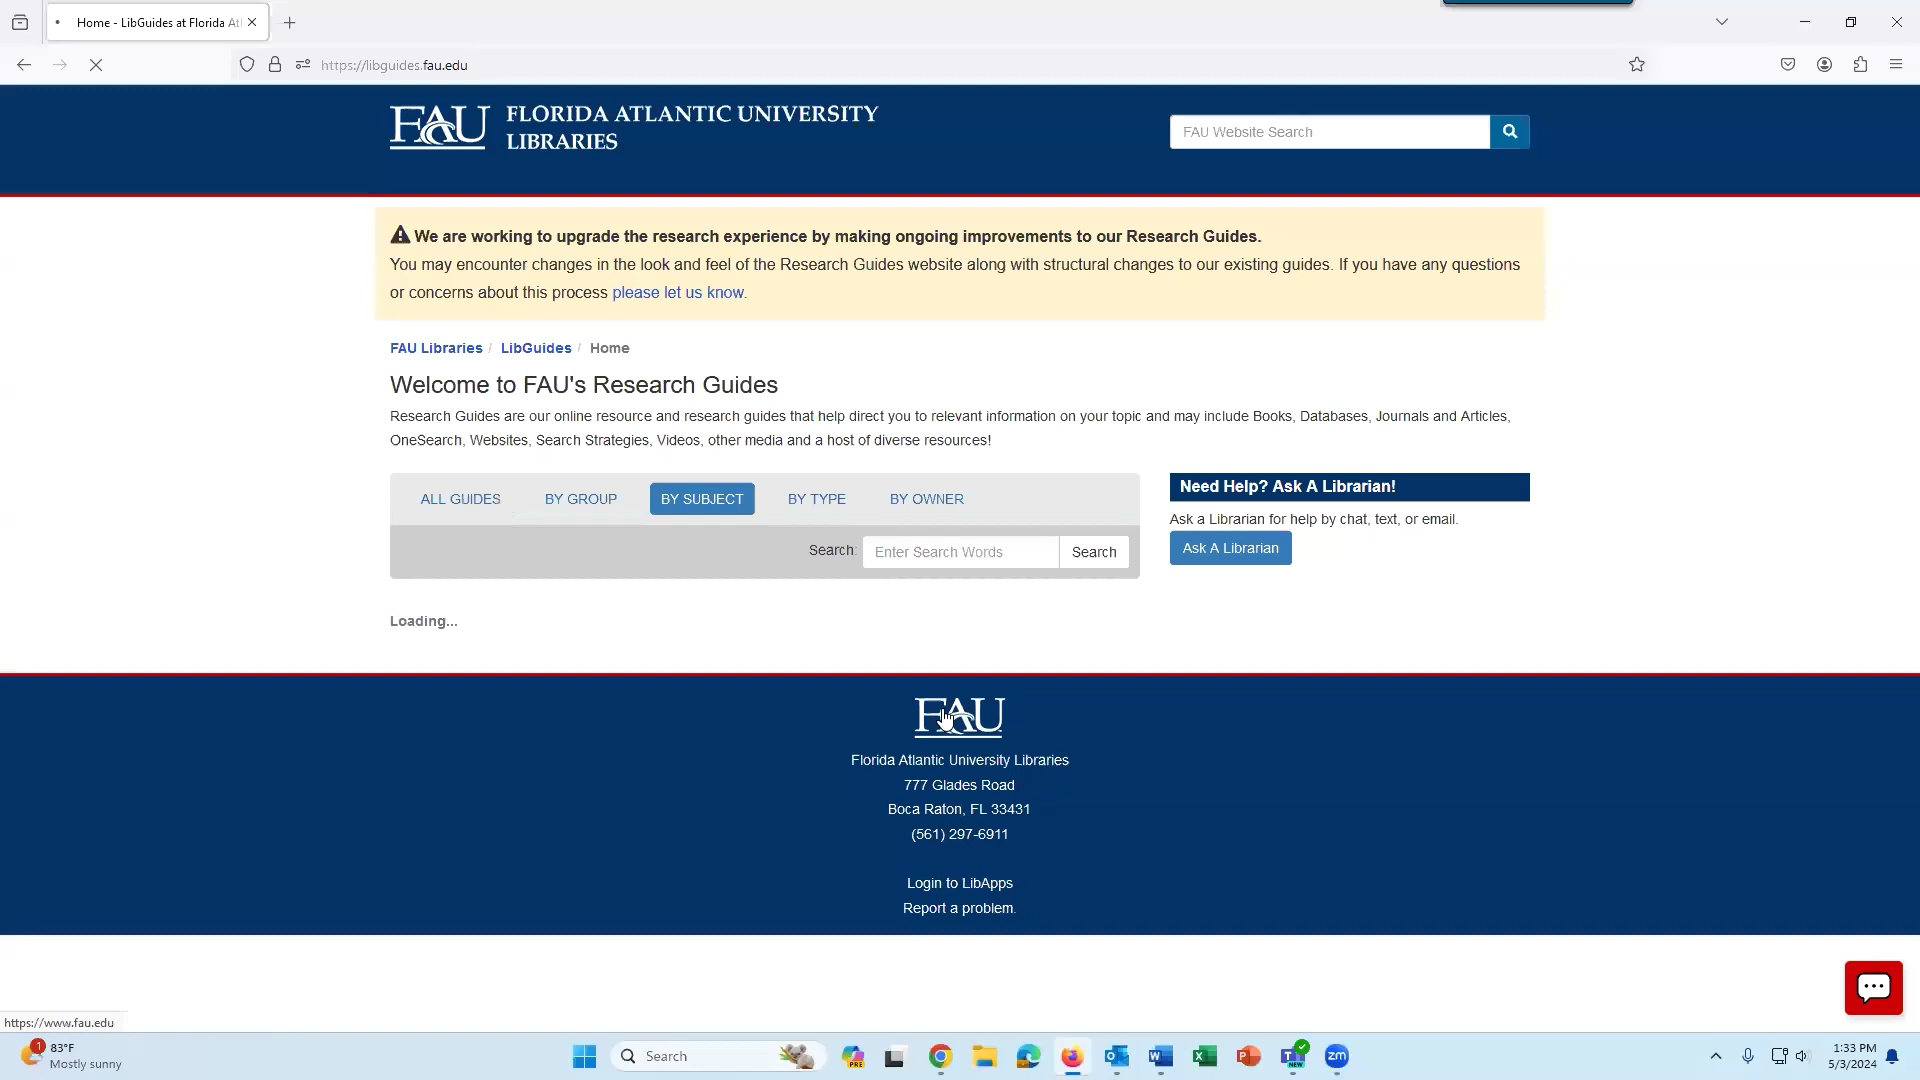 Home - LibGuides at Florida At
https://libguides.fau.edu
FAU FLORIDA ATLANTIC UNIVERSITY
LIBRARIES
FAU Website Search
We are working to upgrade the research experience by making ongoing improvements to our Research Guides.
You may encounter changes in the look and feel of the Research Guides website along with structural changes to our existing guides. If you have any questions
or concerns about this process please let us know.
FAU Libraries / LibGuides / Home
Welcome to FAU's Research Guides
Research Guides are our online resource and research guides that help direct you to relevant information on your topic and may include Books, Databases, Journals and Articles,
OneSearch, Websites, Search Strategies, Videos, other media and a host of diverse resources!
ALL GUIDES BY GROUP BY SUBJECT BY TYPE BY OWNER
Search: Enter Search Words Search
Need Help? Ask A Librarian!
Ask a Librarian for help by chat, text, or email.
Ask A Librarian
Loading...
FAU
Florida Atlantic University Libraries
777 Glades Road
Boca Raton, FL 33431
(561) 297-6911
Login to LibApps
Report a problem.
https://www.fau.edu
1
83°F
Mostly sunny
Search
PRE
NEW
zm
1:33 PM
5/3/2024